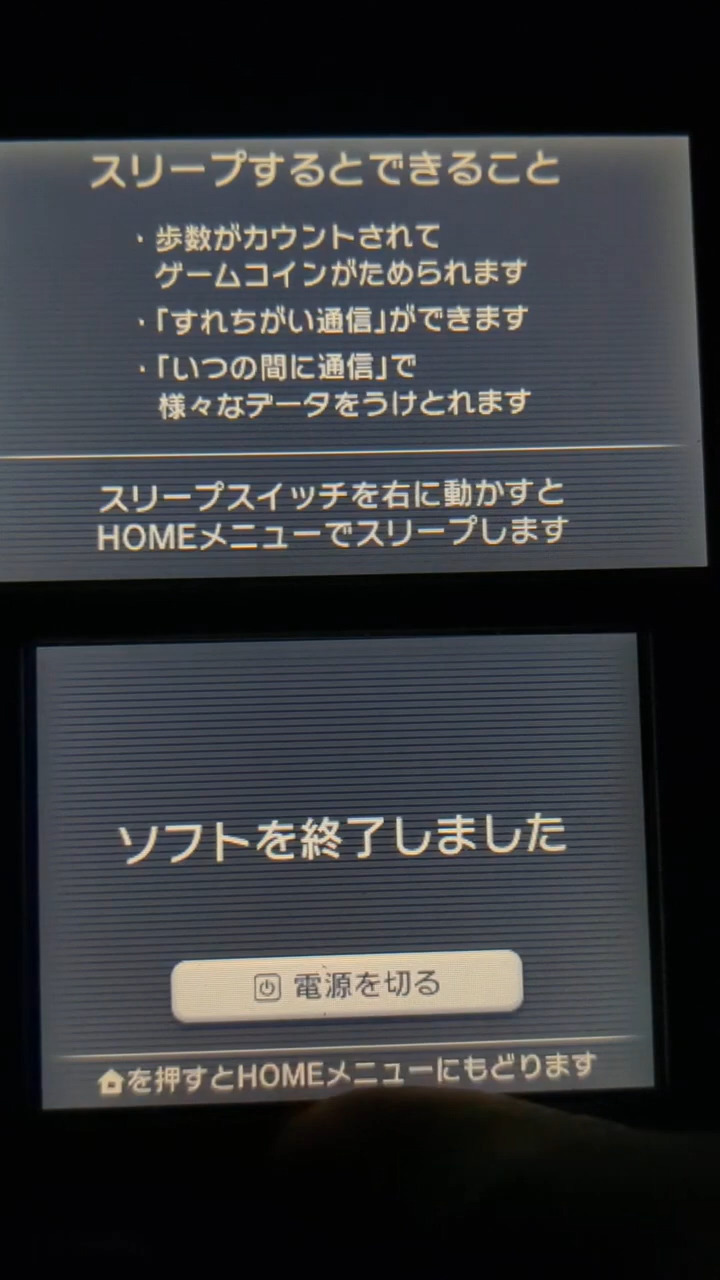 スリープするとできること
・歩数がカウントされて
ゲームコインがためられます
・「すれちがい通信」ができます
・「いつの間に通信」で
様々なデータをうけとれます
スリープスイッチを右に動かすと
HOMEメニューでスリープします
ソフトを終了しました
電源を切る
を押すとHOMEメニューにもどります